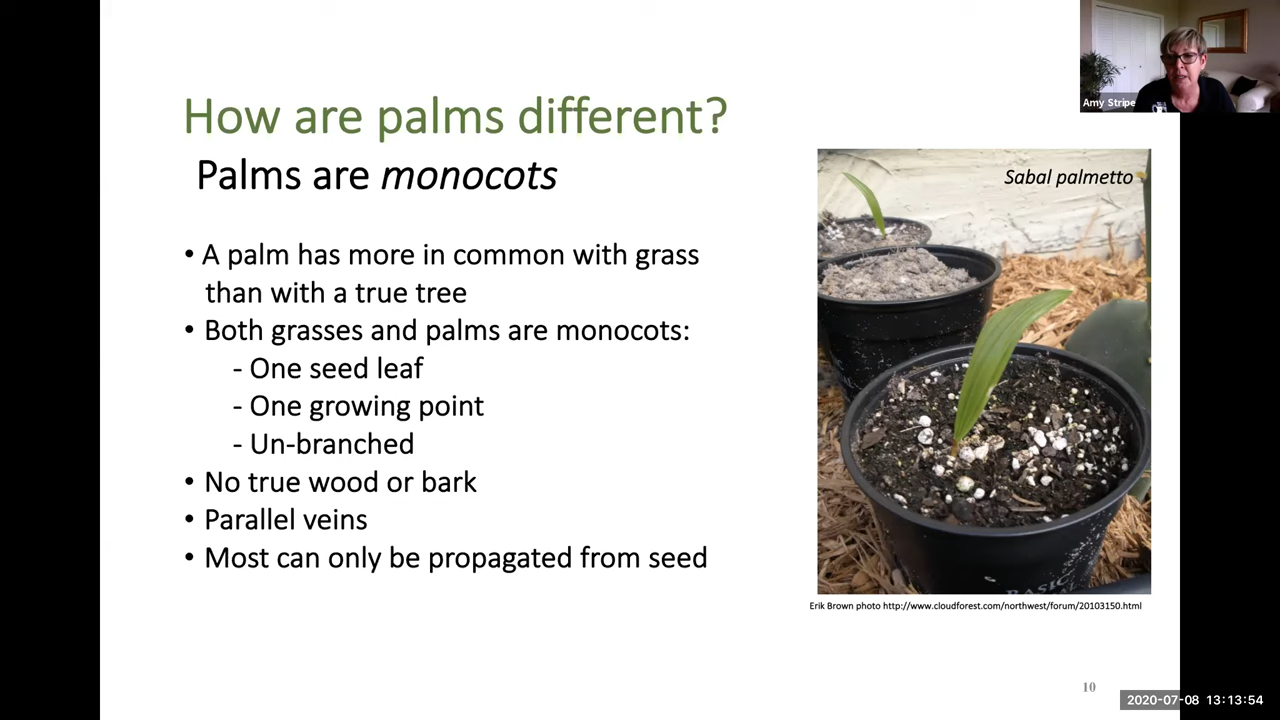 Amy Stripe
How are palms different?
Palms are monocots
Sabal palmetto
• A palm has more in common with grass
than with a true tree
• Both grasses and palms are monocots:
- One seed leaf
- One growing point
- Un-branched
• No true wood or bark
• Parallel veins
• Most can only be propagated from seed
BASIC
Erik Brown photo http://www.cloudforest.com/northwest/forum/20103150.html
10
2020-07-08 13:13:54